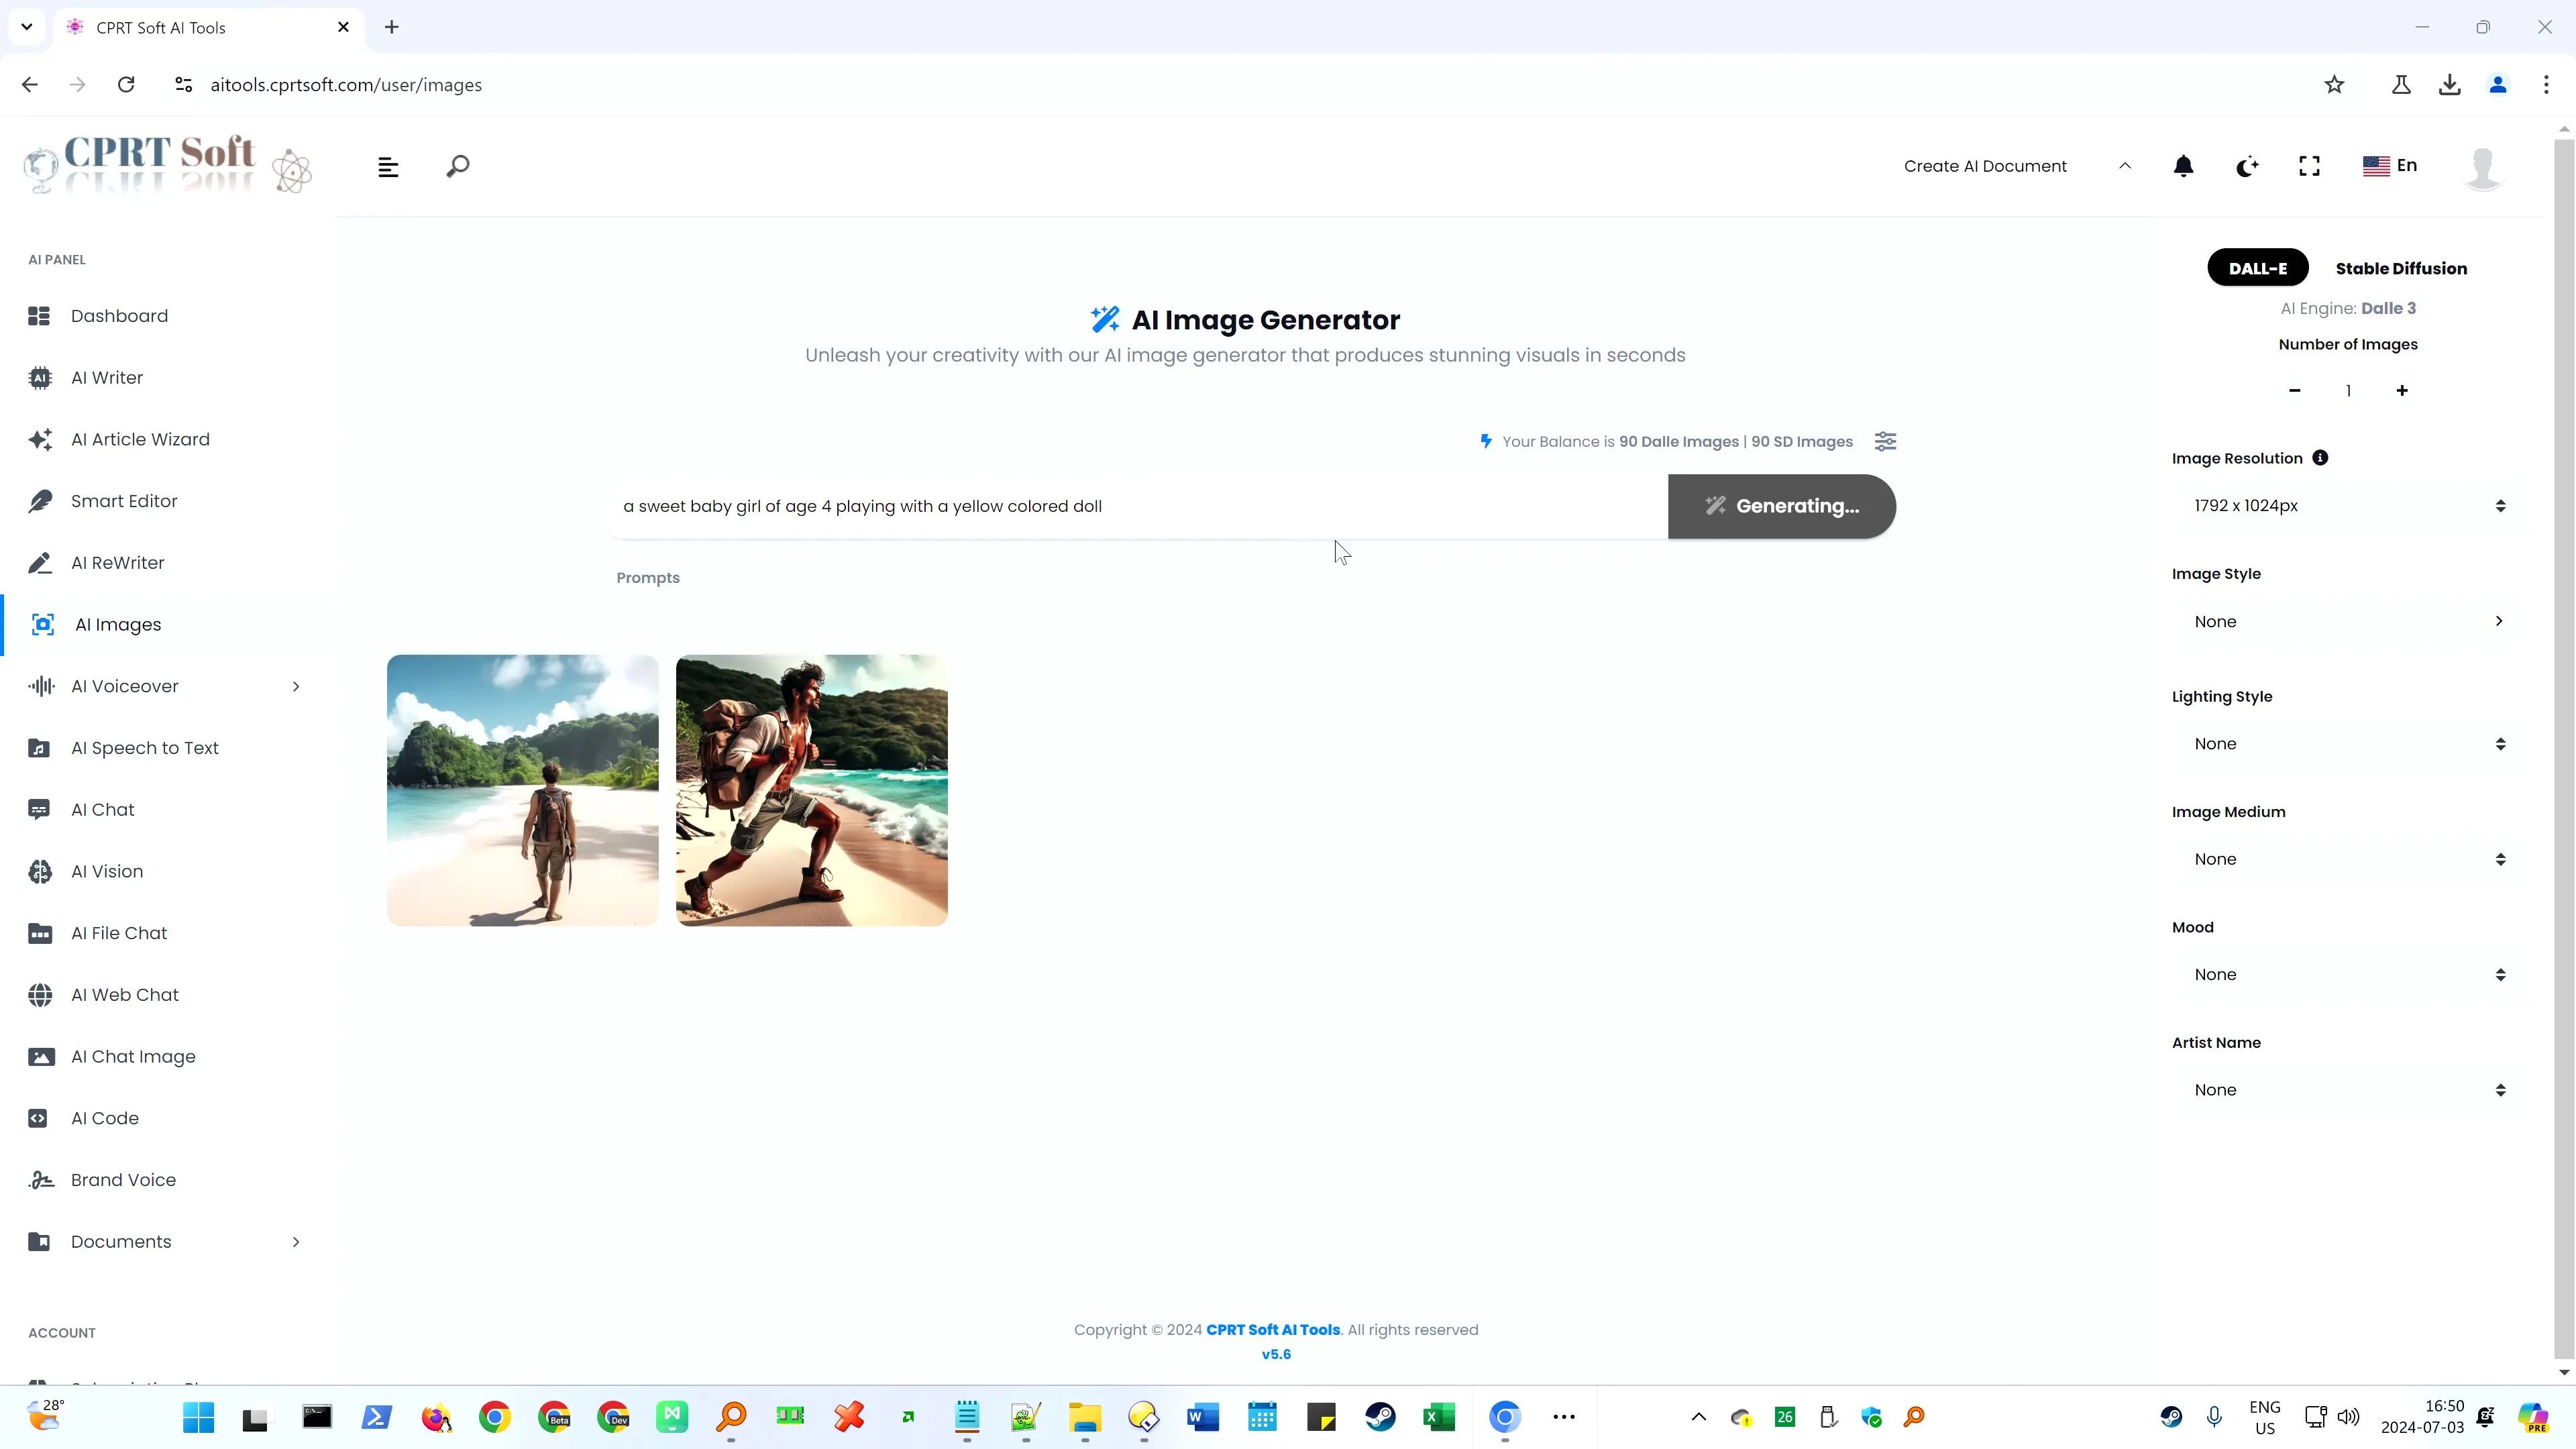 CPRT Soft AI Tools
aitools.cprtsoft.com/user/images
CPRT Soft
Create AI Document
En
AI PANEL
Dashboard
AI Writer
AI Article Wizard
Smart Editor
AI ReWriter
AI Images
AI Voiceover
AI Speech to Text
AI Chat
AI Vision
AI File Chat
AI Web Chat
AI Chat Image
AI Code
Brand Voice
Documents
ACCOUNT
AI Image Generator
Unleash your creativity with our AI image generator that produces stunning visuals in seconds
Your Balance is 90 Dalle Images | 90 SD Images
a sweet baby girl of age 4 playing with a yellow colored doll
Generating...
Prompts
DALL-E Stable Diffusion
AI Engine: Dalle 3
Number of Images
1
Image Resolution
1792 x 1024px
Image Style
None
Lighting Style
None
Image Medium
None
Mood
None
Artist Name
None
Copyright © 2024 CPRT Soft AI Tools. All rights reserved
v5.6
28°
Beta
Dev
26
ENG
US
16:50
2024-07-03
PRE